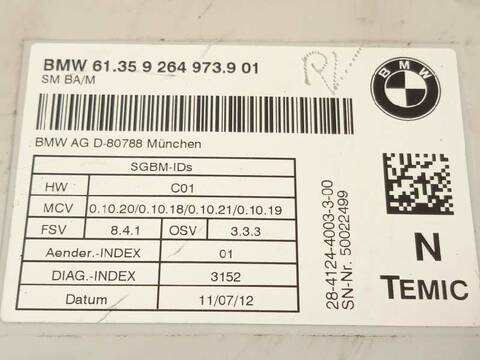 BMW 61.35 9 264 973.9 01
SM BA/M
BMW
BMW AG D-80788 München
SGBM-IDs
HW C01
MCV 0.10.20/0.10.18/0.10.21/0.10.19
FSV 8.4.1 OSV 3.3.3
Aender.-INDEX 01
DIAG.-INDEX 3152
Datum 11/07/12
28-4124-4003-3-00
SN-Nr. 50022499
N
TEMIC